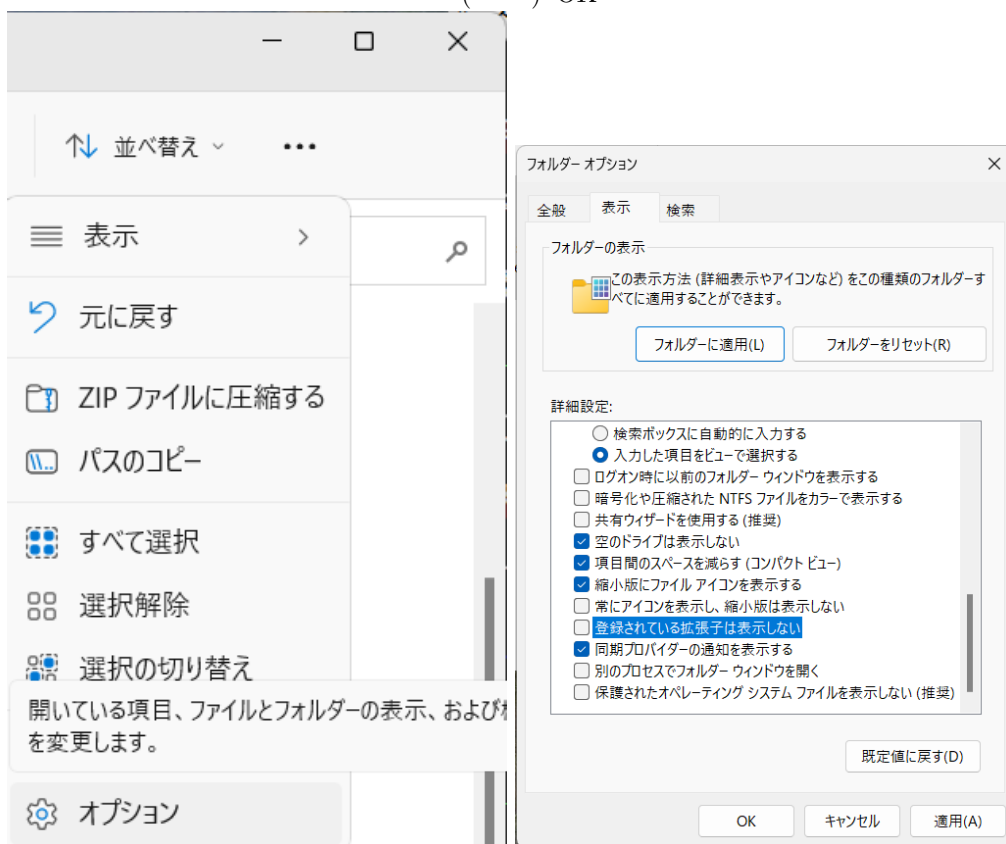 並べ替え
表示
元に戻す
ZIP ファイルに圧縮する
パスのコピー
すべて選択
選択解除
選択の切り替え
開いている項目、ファイルとフォルダーの表示、および
を変更します。
オプション
フォルダー オプション
全般
表示
検索
フォルダーの表示
この表示方法 (詳細表示やアイコンなど) をこの種類のフォルダーす
べてに適用することができます。
フォルダーに適用(L)
フォルダーをリセット(R)
詳細設定:
検索ボックスに自動的に入力する
入力した項目をビューで選択する
ログオン時に以前のフォルダー ウィンドウを表示する
暗号化や圧縮された NTFS ファイルをカラーで表示する
共有ウィザードを使用する (推奨)
空のドライブは表示しない
項目間のスペースを減らす (コンパクト ビュー)
縮小版にファイル アイコンを表示する
常にアイコンを表示し、縮小版は表示しない
登録されている拡張子は表示しない
同期プロバイダーの通知を表示する
別のプロセスでフォルダー ウィンドウを開く
保護されたオペレーティング システム ファイルを表示しない (推奨)
既定値に戻す(D)
OK
キャンセル
適用(A)